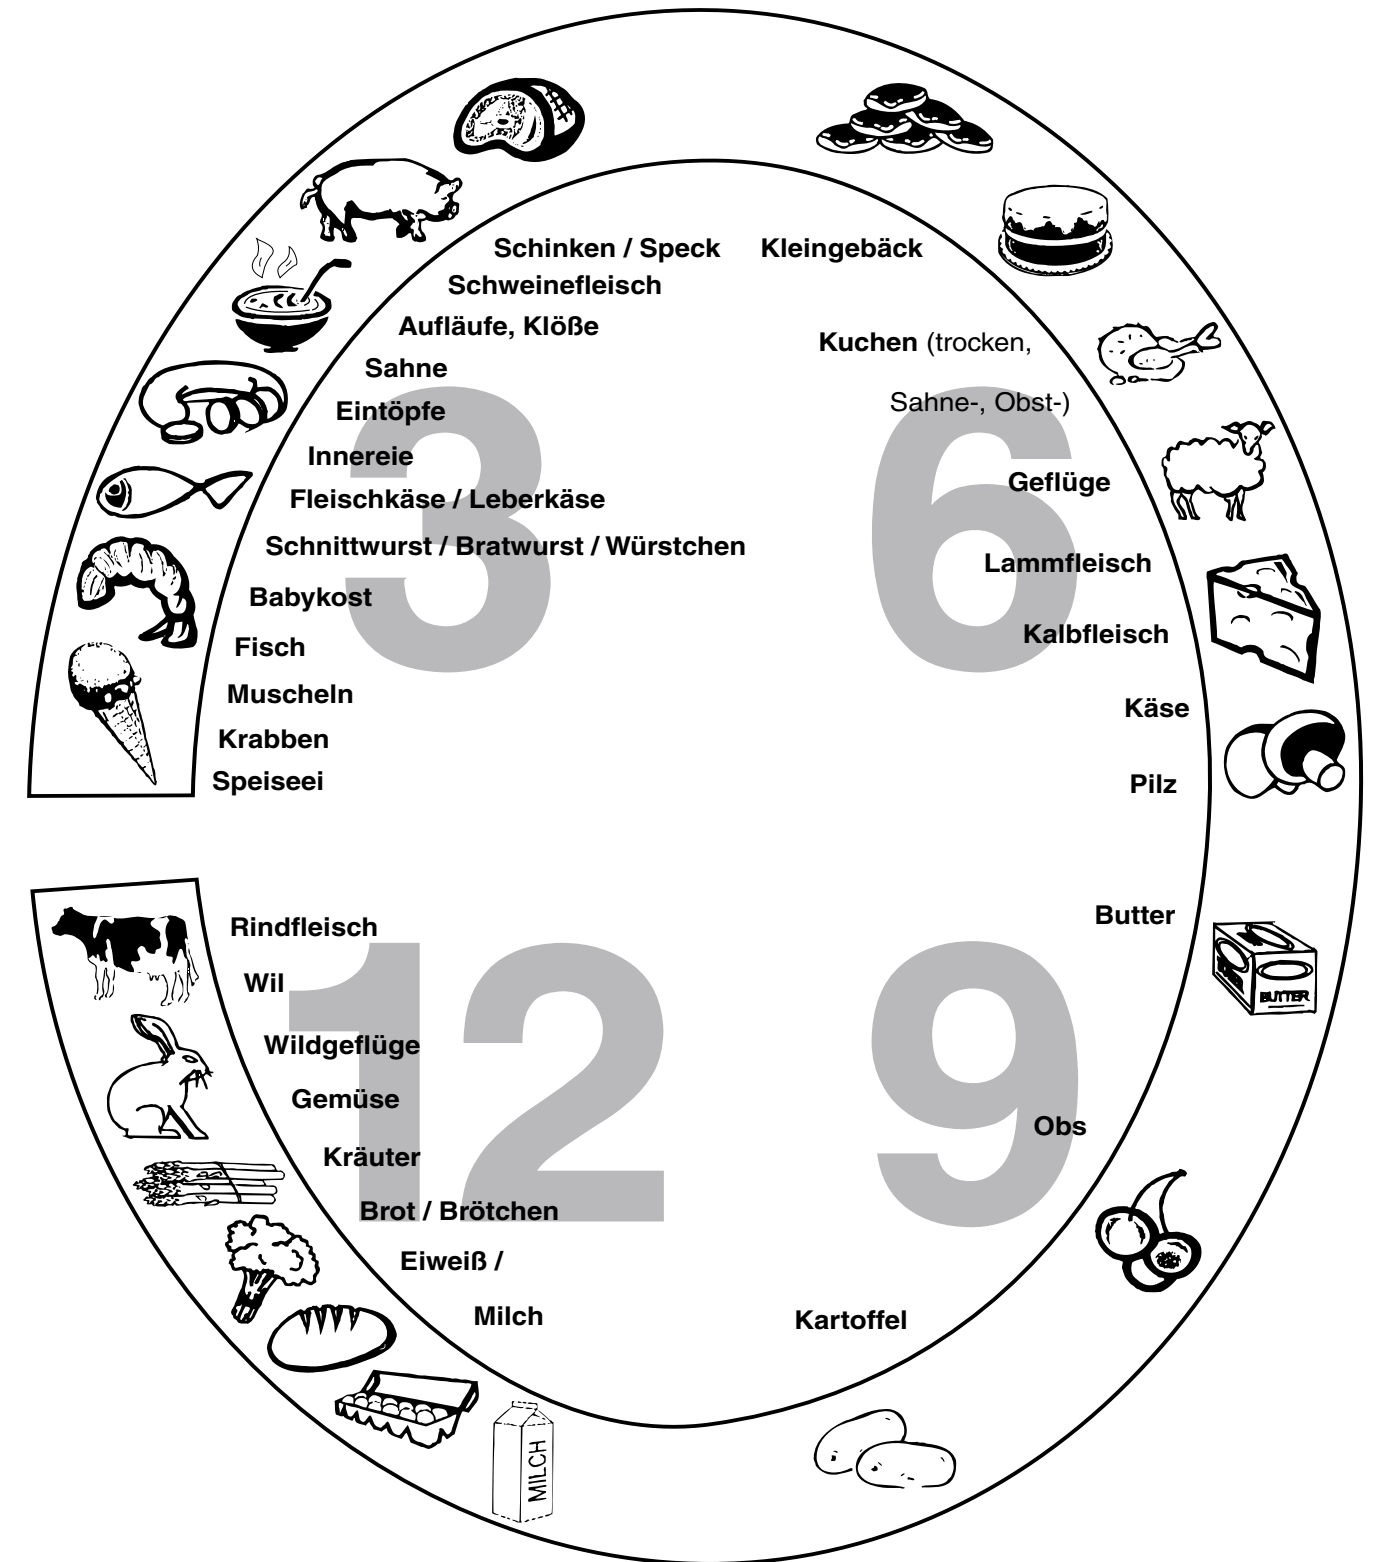 Schinken / Speck
Kleingebäck
Schweinefleisch
Aufläufe, Klöße
Kuchen (trocken,
Sahne-, Obst-)
Sahne
Eintöpfe
Innereie
Fleischkäse / Leberkäse
Schnittwurst / Bratwurst / Würstchen
Babykost
Fisch
Muscheln
Krabben
Speiseei
3
6
Geflüge
Lammfleisch
Kalbfleisch
Käse
Pilz
Butter
BUTTER
Rindfleisch
Wil
Wildgeflüge
Gemüse
Kräuter
Brot / Brötchen
Eiweiß /
Milch
12
9
Obs
Kartoffel
MILCH